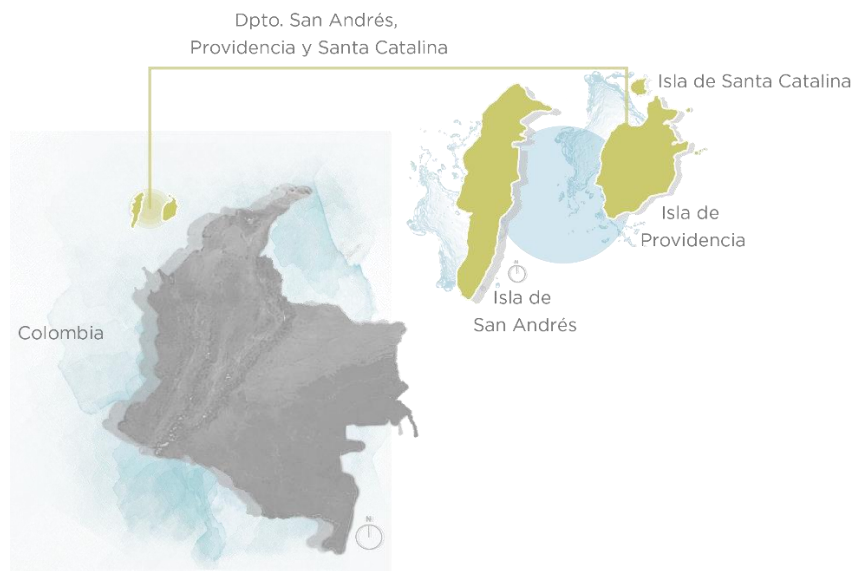 Dpto. San Andrés,
Providencia y Santa Catalina
Isla de Santa Catalina
Isla de
Providencia
Isla de
San Andrés
Colombia
N
N